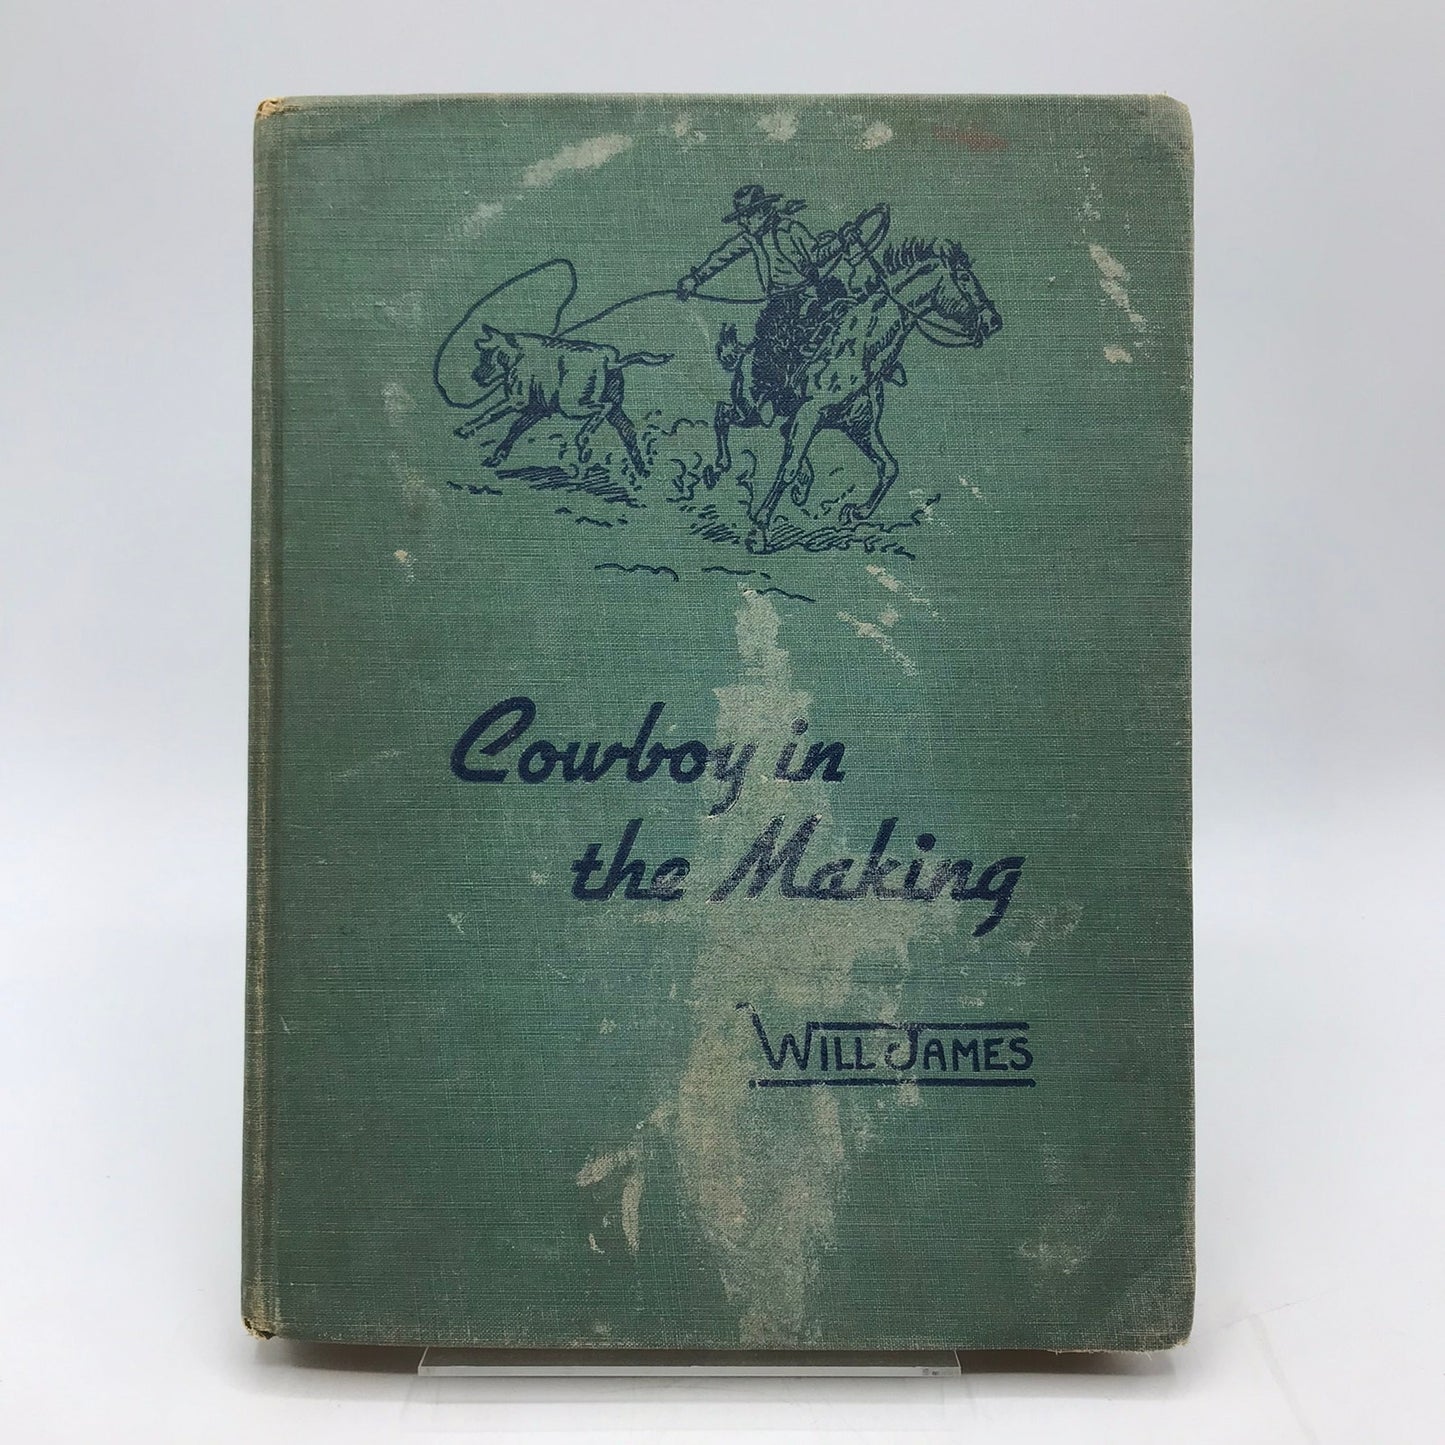 Cowboy in
the Making
WILL JAMES